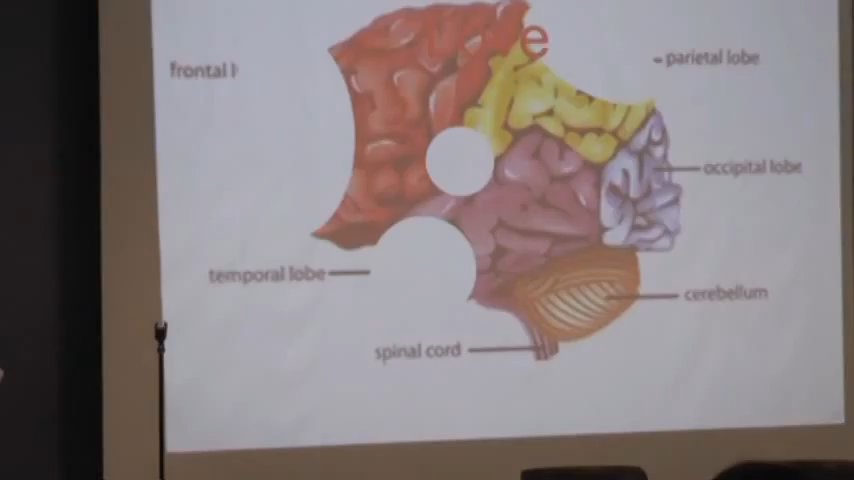 e
frontal l
parietal lobe
occipital lobe
temporal lobe
cerebellum
spinal cord